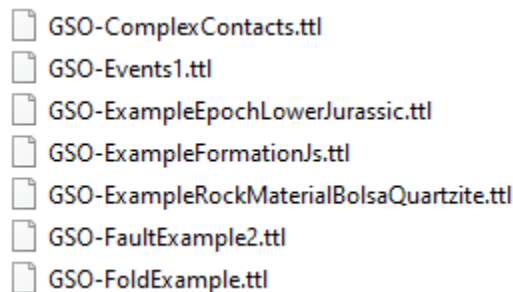 GSO-ComplexContacts.ttl
GSO-Events1.ttl
GSO-ExampleEpochLowerJurassic.ttl
GSO-ExampleFormationJs.ttl
GSO-ExampleRockMaterialBolsaQuartzite.ttl
GSO-FaultExample2.ttl
GSO-FoldExample.ttl